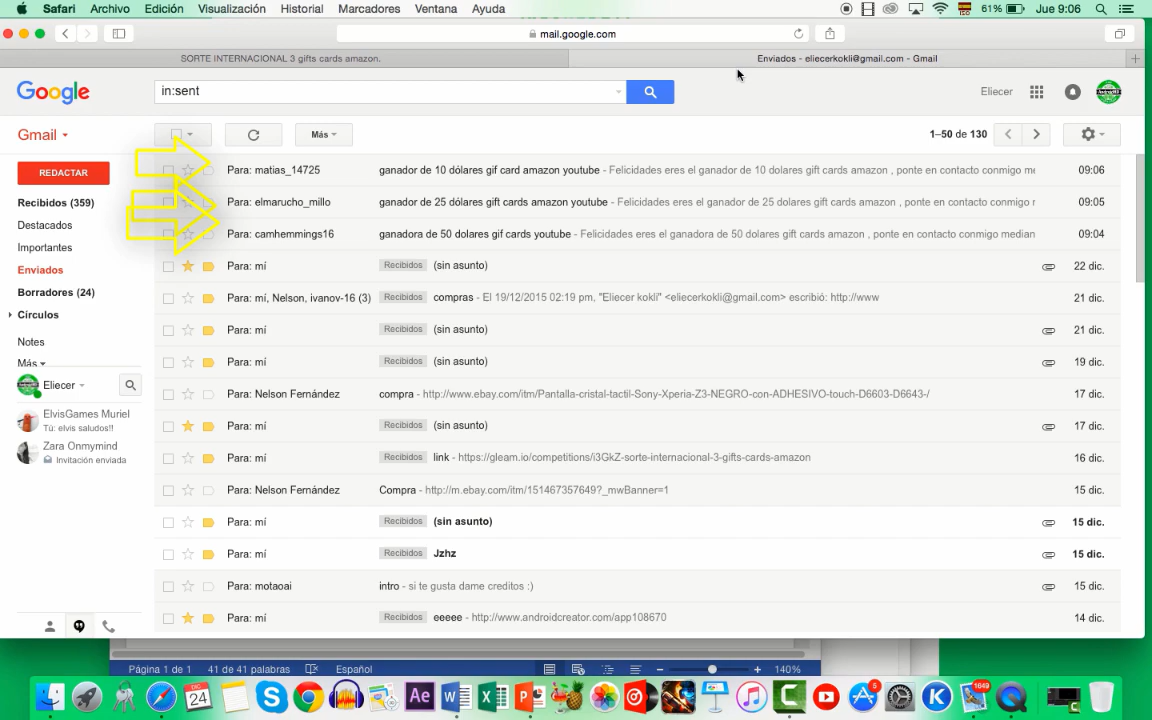 Safari Archivo Edición Visualización Historial Marcadores Ventana Ayuda 61% Jue 9:06
mail.google.com
SORTE INTERNACIONAL 3 gifts cards amazon. Enviados - eliecerkokli@gmail.com - Gmail
Google in:sent Eliecer
Gmail Más 1–50 de 130
REDACTAR
Recibidos (359)
Destacados
Importantes
Enviados
Borradores (24)
Círculos
Notes
Más
Eliecer
ElvisGames Muriel
Tú: elvis saludos!!
Zara Onmymind
Invitación enviada
Para: matias_14725 ganador de 10 dólares gif card amazon youtube - Felicidades eres el ganador de 10 dólares gift cards amazon , ponte en contacto conmigo me 09:06
Para: elmarucho_millo ganador de 25 dólares gift cards amazon youtube - Felicidades eres el ganador de 25 dolares gift cards amazon , ponte en contacto conmigo r 09:05
Para: camhemmings16 ganadora de 50 dolares gif cards youtube - Felicidades eres el ganadora de 50 dolares gift cards amazon , ponte en contacto conmigo median 09:04
Para: mí Recibidos (sin asunto) 22 dic.
Para: mí, Nelson, ivanov-16 (3) Recibidos compras - El 19/12/2015 02:19 pm, "Eliecer kokli" <eliecerkokli@gmail.com> escribió: http://www 21 dic.
Para: mí Recibidos (sin asunto) 21 dic.
Para: mí Recibidos (sin asunto) 19 dic.
Para: Nelson Fernández compra - http://www.ebay.com/itm/Pantalla-cristal-tactil-Sony-Xperia-Z3-NEGRO-con-ADHESIVO-touch-D6603-D6643-/ 17 dic.
Para: mí Recibidos (sin asunto) 17 dic.
Para: mí Recibidos link - https://gleam.io/competitions/i3GkZ-sorte-internacional-3-gifts-cards-amazon 16 dic.
Para: Nelson Fernández Compra - http://m.ebay.com/itm/151467357649?_mwBanner=1 15 dic.
Para: mí Recibidos (sin asunto) 15 dic.
Para: mí Recibidos Jzhz 15 dic.
Para: motaoai intro - si te gusta dame creditos :) 15 dic.
Para: mí Recibidos eeeee - http://www.androidcreator.com/app108670 14 dic.
Página 1 de 1 41 de 41 palabras Español 140%
DIC 24 Ae 5 K 1649